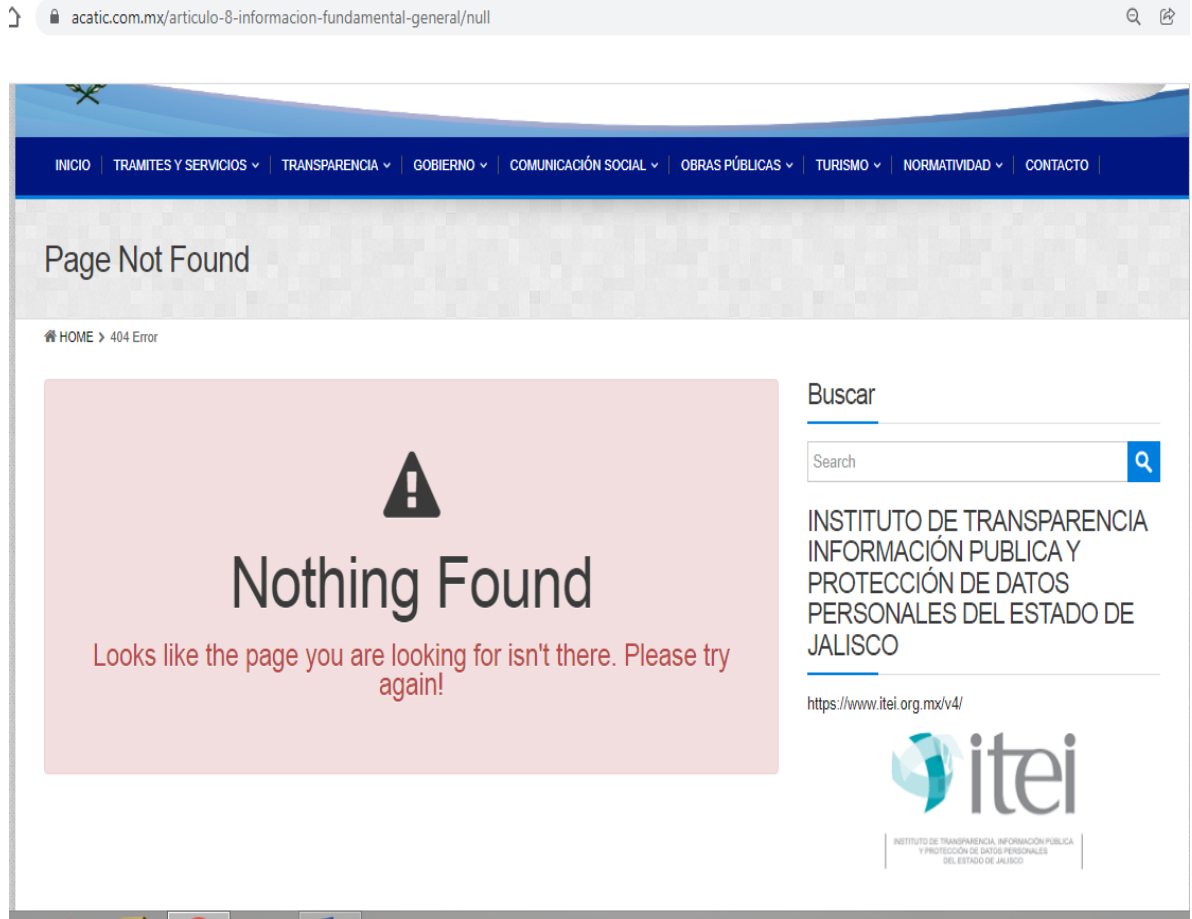 acatic.com.mx/articulo-8-informacion-fundamental-general/null
INICIO TRAMITES Y SERVICIOS TRANSPARENCIA GOBIERNO COMUNICACIÓN SOCIAL OBRAS PÚBLICAS TURISMO NORMATIVIDAD CONTACTO
Page Not Found
HOME > 404 Error
Nothing Found
Looks like the page you are looking for isn't there. Please try
again!
Buscar
Search
INSTITUTO DE TRANSPARENCIA
INFORMACIÓN PUBLICA Y
PROTECCIÓN DE DATOS
PERSONALES DEL ESTADO DE
JALISCO
https://www.itei.org.mx/v4/
itei
INSTITUTO DE TRANSPARENCIA, INFORMACIÓN PÚBLICA
Y PROTECCIÓN DE DATOS PERSONALES
DEL ESTADO DE JALISCO